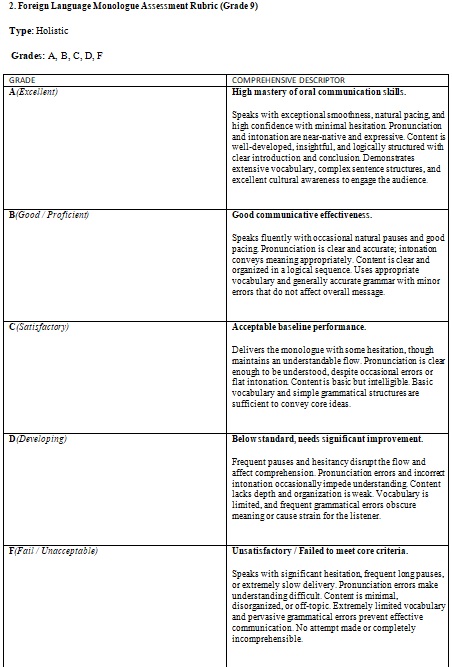 2. Foreign Language Monologue Assessment Rubric (Grade 9)
Type: Holistic
Grades: A, B, C, D, F
GRADE
COMPREHENSIVE DESCRIPTOR
A (Excellent)
High mastery of oral communication skills.
Speaks with exceptional smoothness, natural pacing, and
high confidence with minimal hesitation. Pronunciation
and intonation are near-native and expressive. Content is
well-developed, insightful, and logically structured with
clear introduction and conclusion. Demonstrates
extensive vocabulary, complex sentence structures, and
excellent cultural awareness to engage the audience.
B (Good / Proficient)
Good communicative effectiveness.
Speaks fluently with occasional natural pauses and good
pacing. Pronunciation is clear and accurate; intonation
conveys meaning appropriately. Content is clear and
organized in a logical sequence. Uses appropriate
vocabulary and generally accurate grammar with minor
errors that do not affect overall message.
C (Satisfactory)
Acceptable baseline performance.
Delivers the monologue with some hesitation, though
maintains an understandable flow. Pronunciation is clear
enough to be understood, despite occasional errors or
flat intonation. Content is basic but intelligible. Basic
vocabulary and simple grammatical structures are
sufficient to convey core ideas.
D (Developing)
Below standard, needs significant improvement.
Frequent pauses and hesitancy disrupt the flow and
affect comprehension. Pronunciation errors and incorrect
intonation occasionally impede understanding. Content
lacks depth and organization is weak. Vocabulary is
limited, and frequent grammatical errors obscure
meaning or cause strain for the listener.
F (Fail / Unacceptable)
Unsatisfactory / Failed to meet core criteria.
Speaks with significant hesitation, frequent long pauses,
or extremely slow delivery. Pronunciation errors make
understanding difficult. Content is minimal,
disorganized, or off-topic. Extremely limited vocabulary
and pervasive grammatical errors prevent effective
communication. No attempt made or completely
incomprehensible.